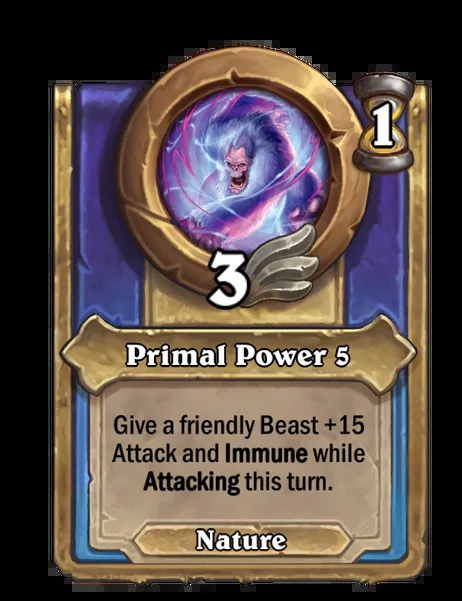 1
3
Primal Power 5
Give a friendly Beast +15
Attack and Immune while
Attacking this turn.
Nature